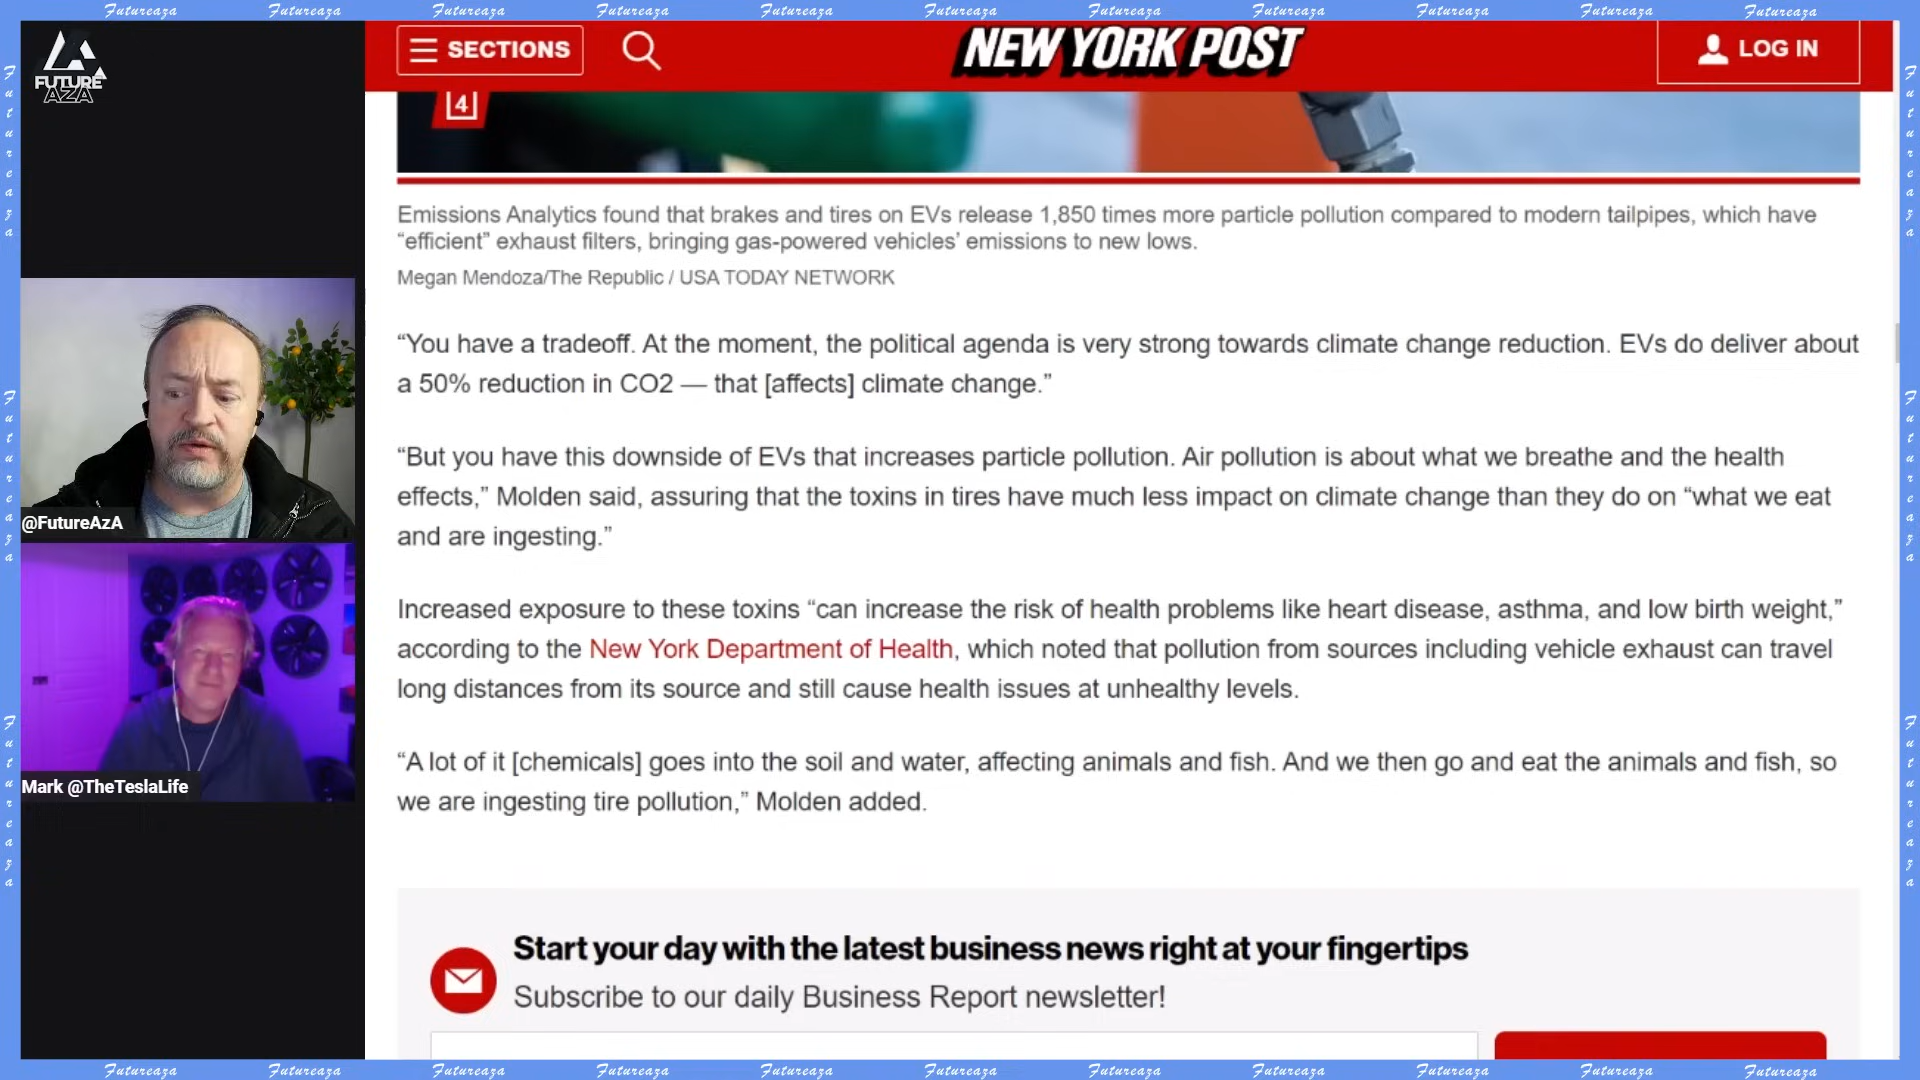 Futureaza Futureaza Futureaza Futureaza Futureaza Futureaza Futureaza Futureaza Futureaza Futureaza Futureaza
FUTURE
AZA
SECTIONS
NEW YORK POST
LOG IN
4
Emissions Analytics found that brakes and tires on EVs release 1,850 times more particle pollution compared to modern tailpipes, which have
“efficient” exhaust filters, bringing gas-powered vehicles’ emissions to new lows.
Megan Mendoza/The Republic / USA TODAY NETWORK
“You have a tradeoff. At the moment, the political agenda is very strong towards climate change reduction. EVs do deliver about
a 50% reduction in CO2 — that [affects] climate change.”
“But you have this downside of EVs that increases particle pollution. Air pollution is about what we breathe and the health
effects,” Molden said, assuring that the toxins in tires have much less impact on climate change than they do on “what we eat
and are ingesting.”
Increased exposure to these toxins “can increase the risk of health problems like heart disease, asthma, and low birth weight,”
according to the New York Department of Health, which noted that pollution from sources including vehicle exhaust can travel
long distances from its source and still cause health issues at unhealthy levels.
“A lot of it [chemicals] goes into the soil and water, affecting animals and fish. And we then go and eat the animals and fish, so
we are ingesting tire pollution,” Molden added.
Start your day with the latest business news right at your fingertips
Subscribe to our daily Business Report newsletter!
@FutureAzA
Mark @TheTeslaLife
Futureaza
Futureaza
Futureaza
Futureaza
Futureaza
Futureaza
Futureaza Futureaza Futureaza Futureaza Futureaza Futureaza Futureaza Futureaza Futureaza Futureaza Futureaza